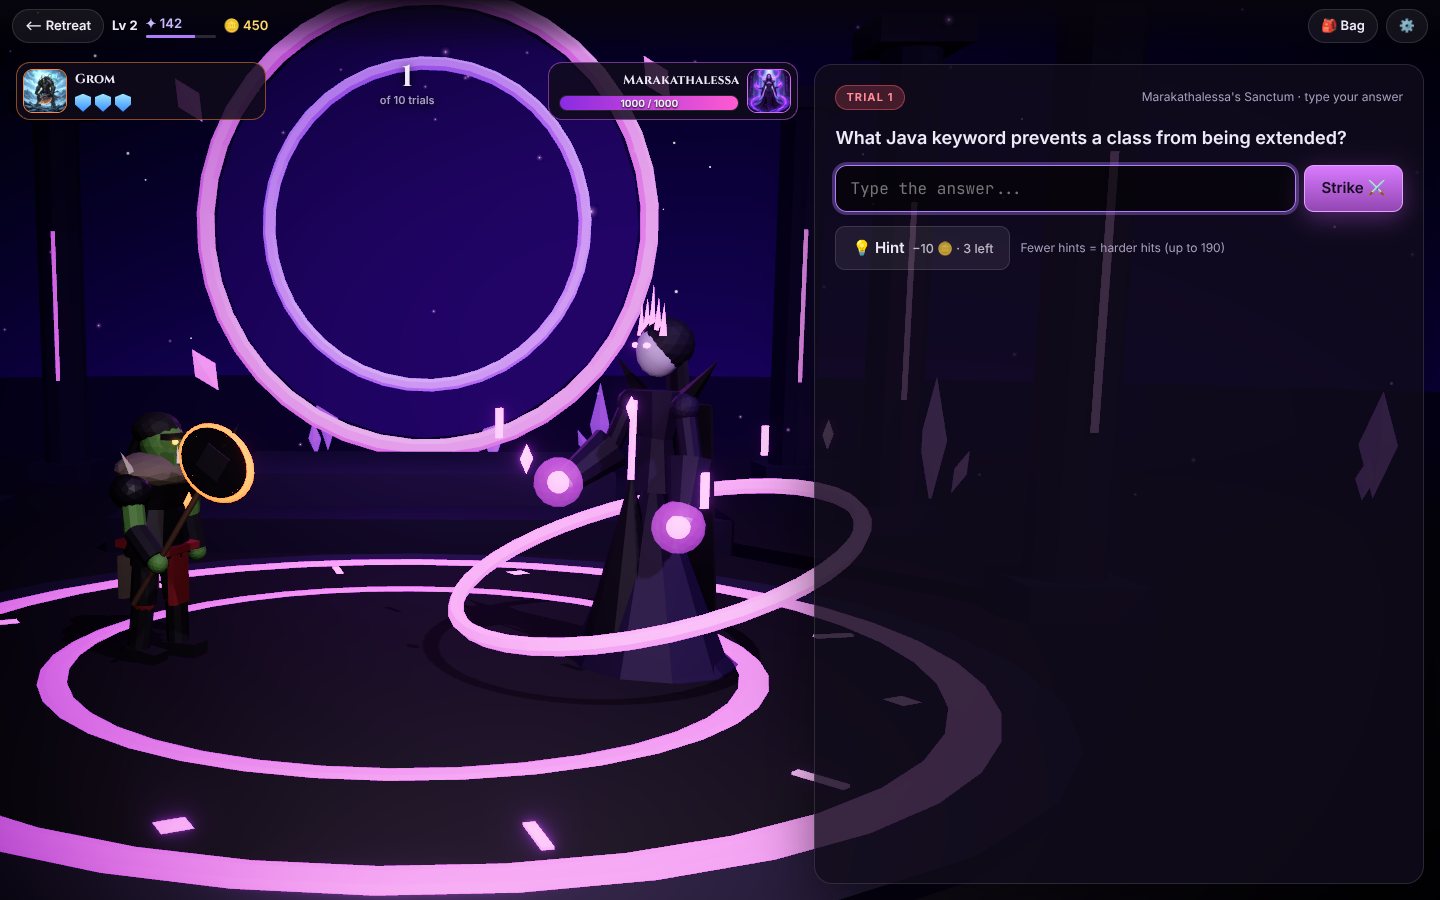 ← Retreat Lv 2 142 450 Bag
GROM
1
of 10 trials
MARAKATHALESSA
1000 / 1000
TRIAL 1 Marakathalessa's Sanctum · type your answer
What Java keyword prevents a class from being extended?
Type the answer... Strike
Hint −10 · 3 left Fewer hints = harder hits (up to 190)